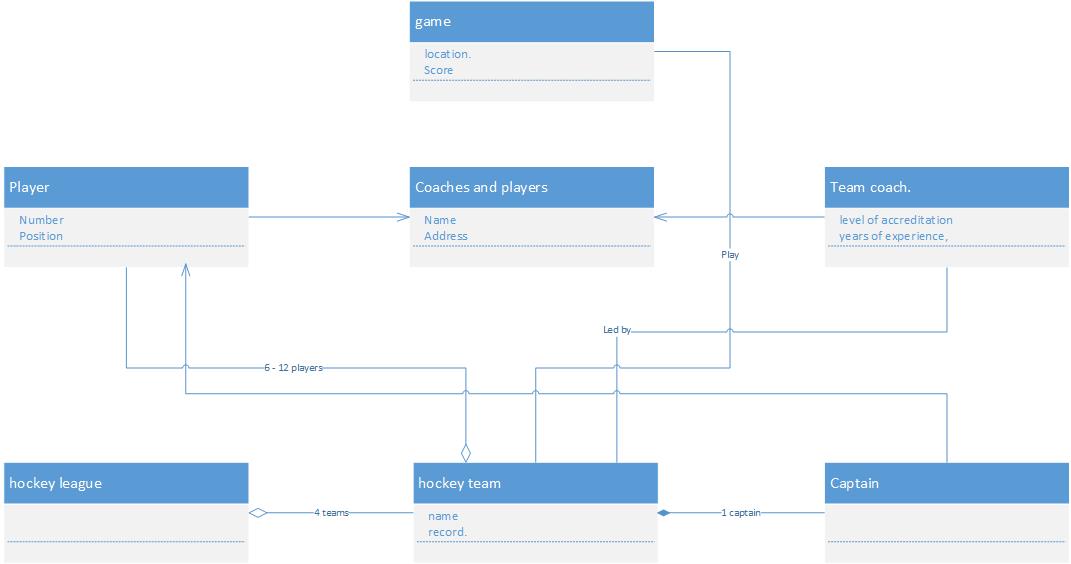 game
location.
Score
Player
Number
Position
Coaches and players
Name
Address
Team coach.
level of accreditation
years of experience,
Play
Led by
6 - 12 players
hockey league
4 teams
hockey team
name
record.
1 captain
Captain